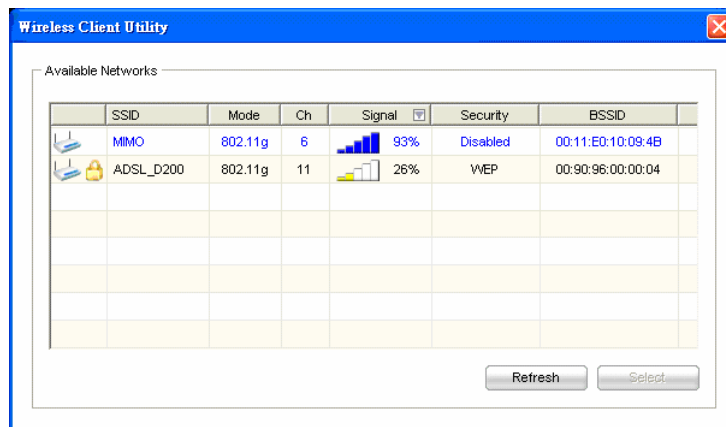 Wireless Client Utility
Available Networks
SSID Mode Ch Signal Security BSSID
MIMO 802.11g 6 93% Disabled 00:11:E0:10:09:4B
ADSL_D200 802.11g 11 26% WEP 00:90:96:00:00:04
Refresh Select